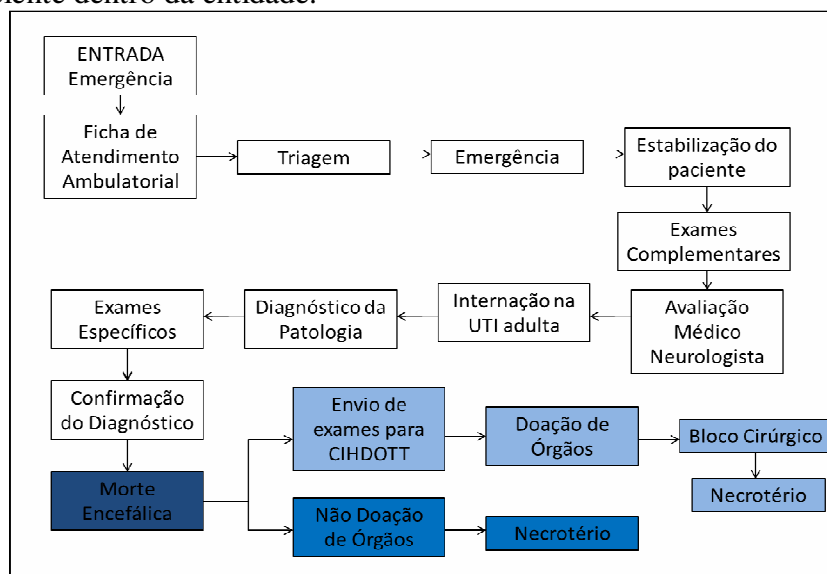 ciente dentro da entidade.
ENTRADA
Emergência
Ficha de
Atendimento
Ambulatorial
Triagem
Emergência
Estabilização do
paciente
Exames
Complementares
Avaliação
Médico
Neurologista
Internação na
UTI adulta
Diagnóstico da
Patologia
Exames
Específicos
Confirmação
do Diagnóstico
Morte
Encefálica
Envio de
exames para
CIHDOTT
Doação de
Órgãos
Bloco Cirúrgico
Necrotério
Não Doação
de Órgãos
Necrotério